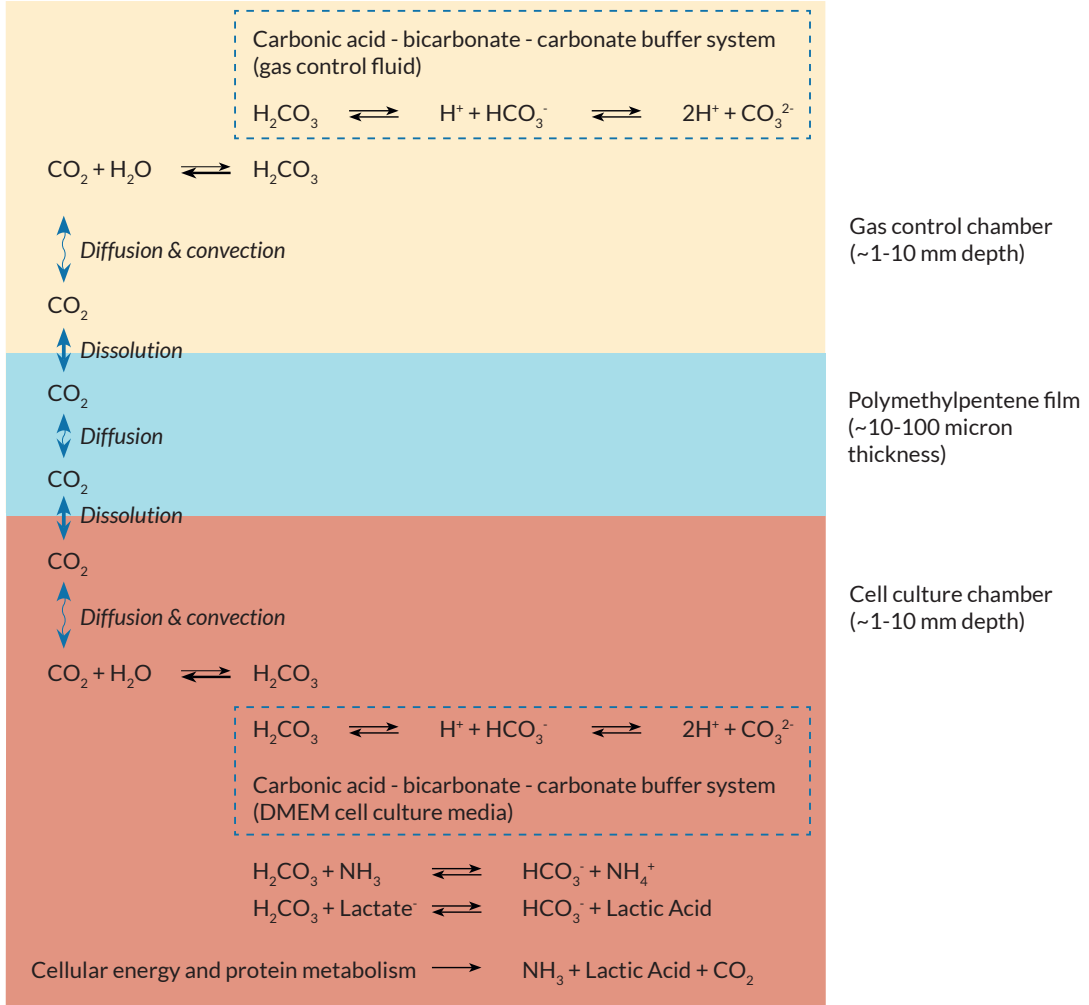 Carbonic acid - bicarbonate - carbonate buffer system
(gas control fluid)
H₂CO₃ ⇌ H⁺ + HCO₃⁻ ⇌ 2H⁺ + CO₃²⁻
CO₂ + H₂O ⇌ H₂CO₃
Gas control chamber
(~1-10 mm depth)
Diffusion & convection
CO₂
Dissolution
CO₂
Polymethylpentene film
(~10-100 micron
thickness)
Diffusion
CO₂
Dissolution
CO₂
Cell culture chamber
(~1-10 mm depth)
Diffusion & convection
CO₂ + H₂O ⇌ H₂CO₃
H₂CO₃ ⇌ H⁺ + HCO₃⁻ ⇌ 2H⁺ + CO₃²⁻
Carbonic acid - bicarbonate - carbonate buffer system
(DMEM cell culture media)
H₂CO₃ + NH₃ ⇌ HCO₃⁻ + NH₄⁺
H₂CO₃ + Lactate⁻ ⇌ HCO₃⁻ + Lactic Acid
Cellular energy and protein metabolism → NH₃ + Lactic Acid + CO₂